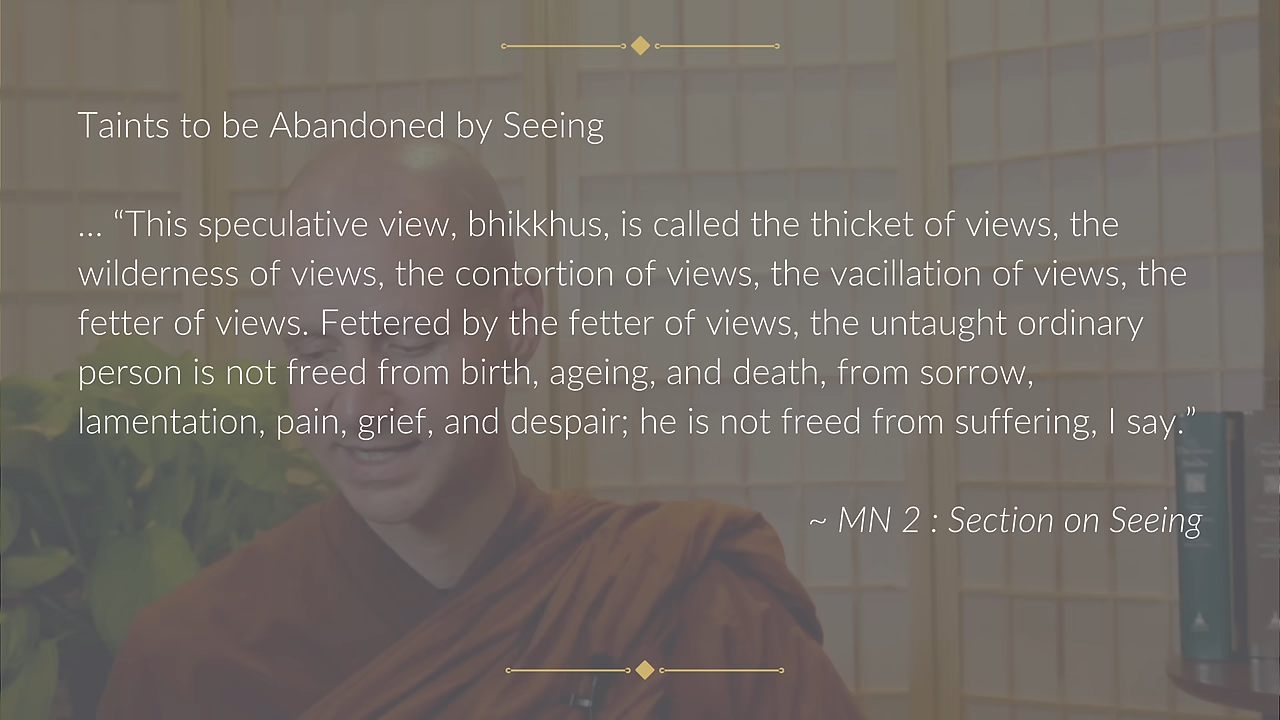 Taints to be Abandoned by Seeing
... “This speculative view, bhikkhus, is called the thicket of views, the
wilderness of views, the contortion of views, the vacillation of views, the
fetter of views. Fettered by the fetter of views, the untaught ordinary
person is not freed from birth, ageing, and death, from sorrow,
lamentation, pain, grief, and despair; he is not freed from suffering, I say.”
~ MN 2 : Section on Seeing